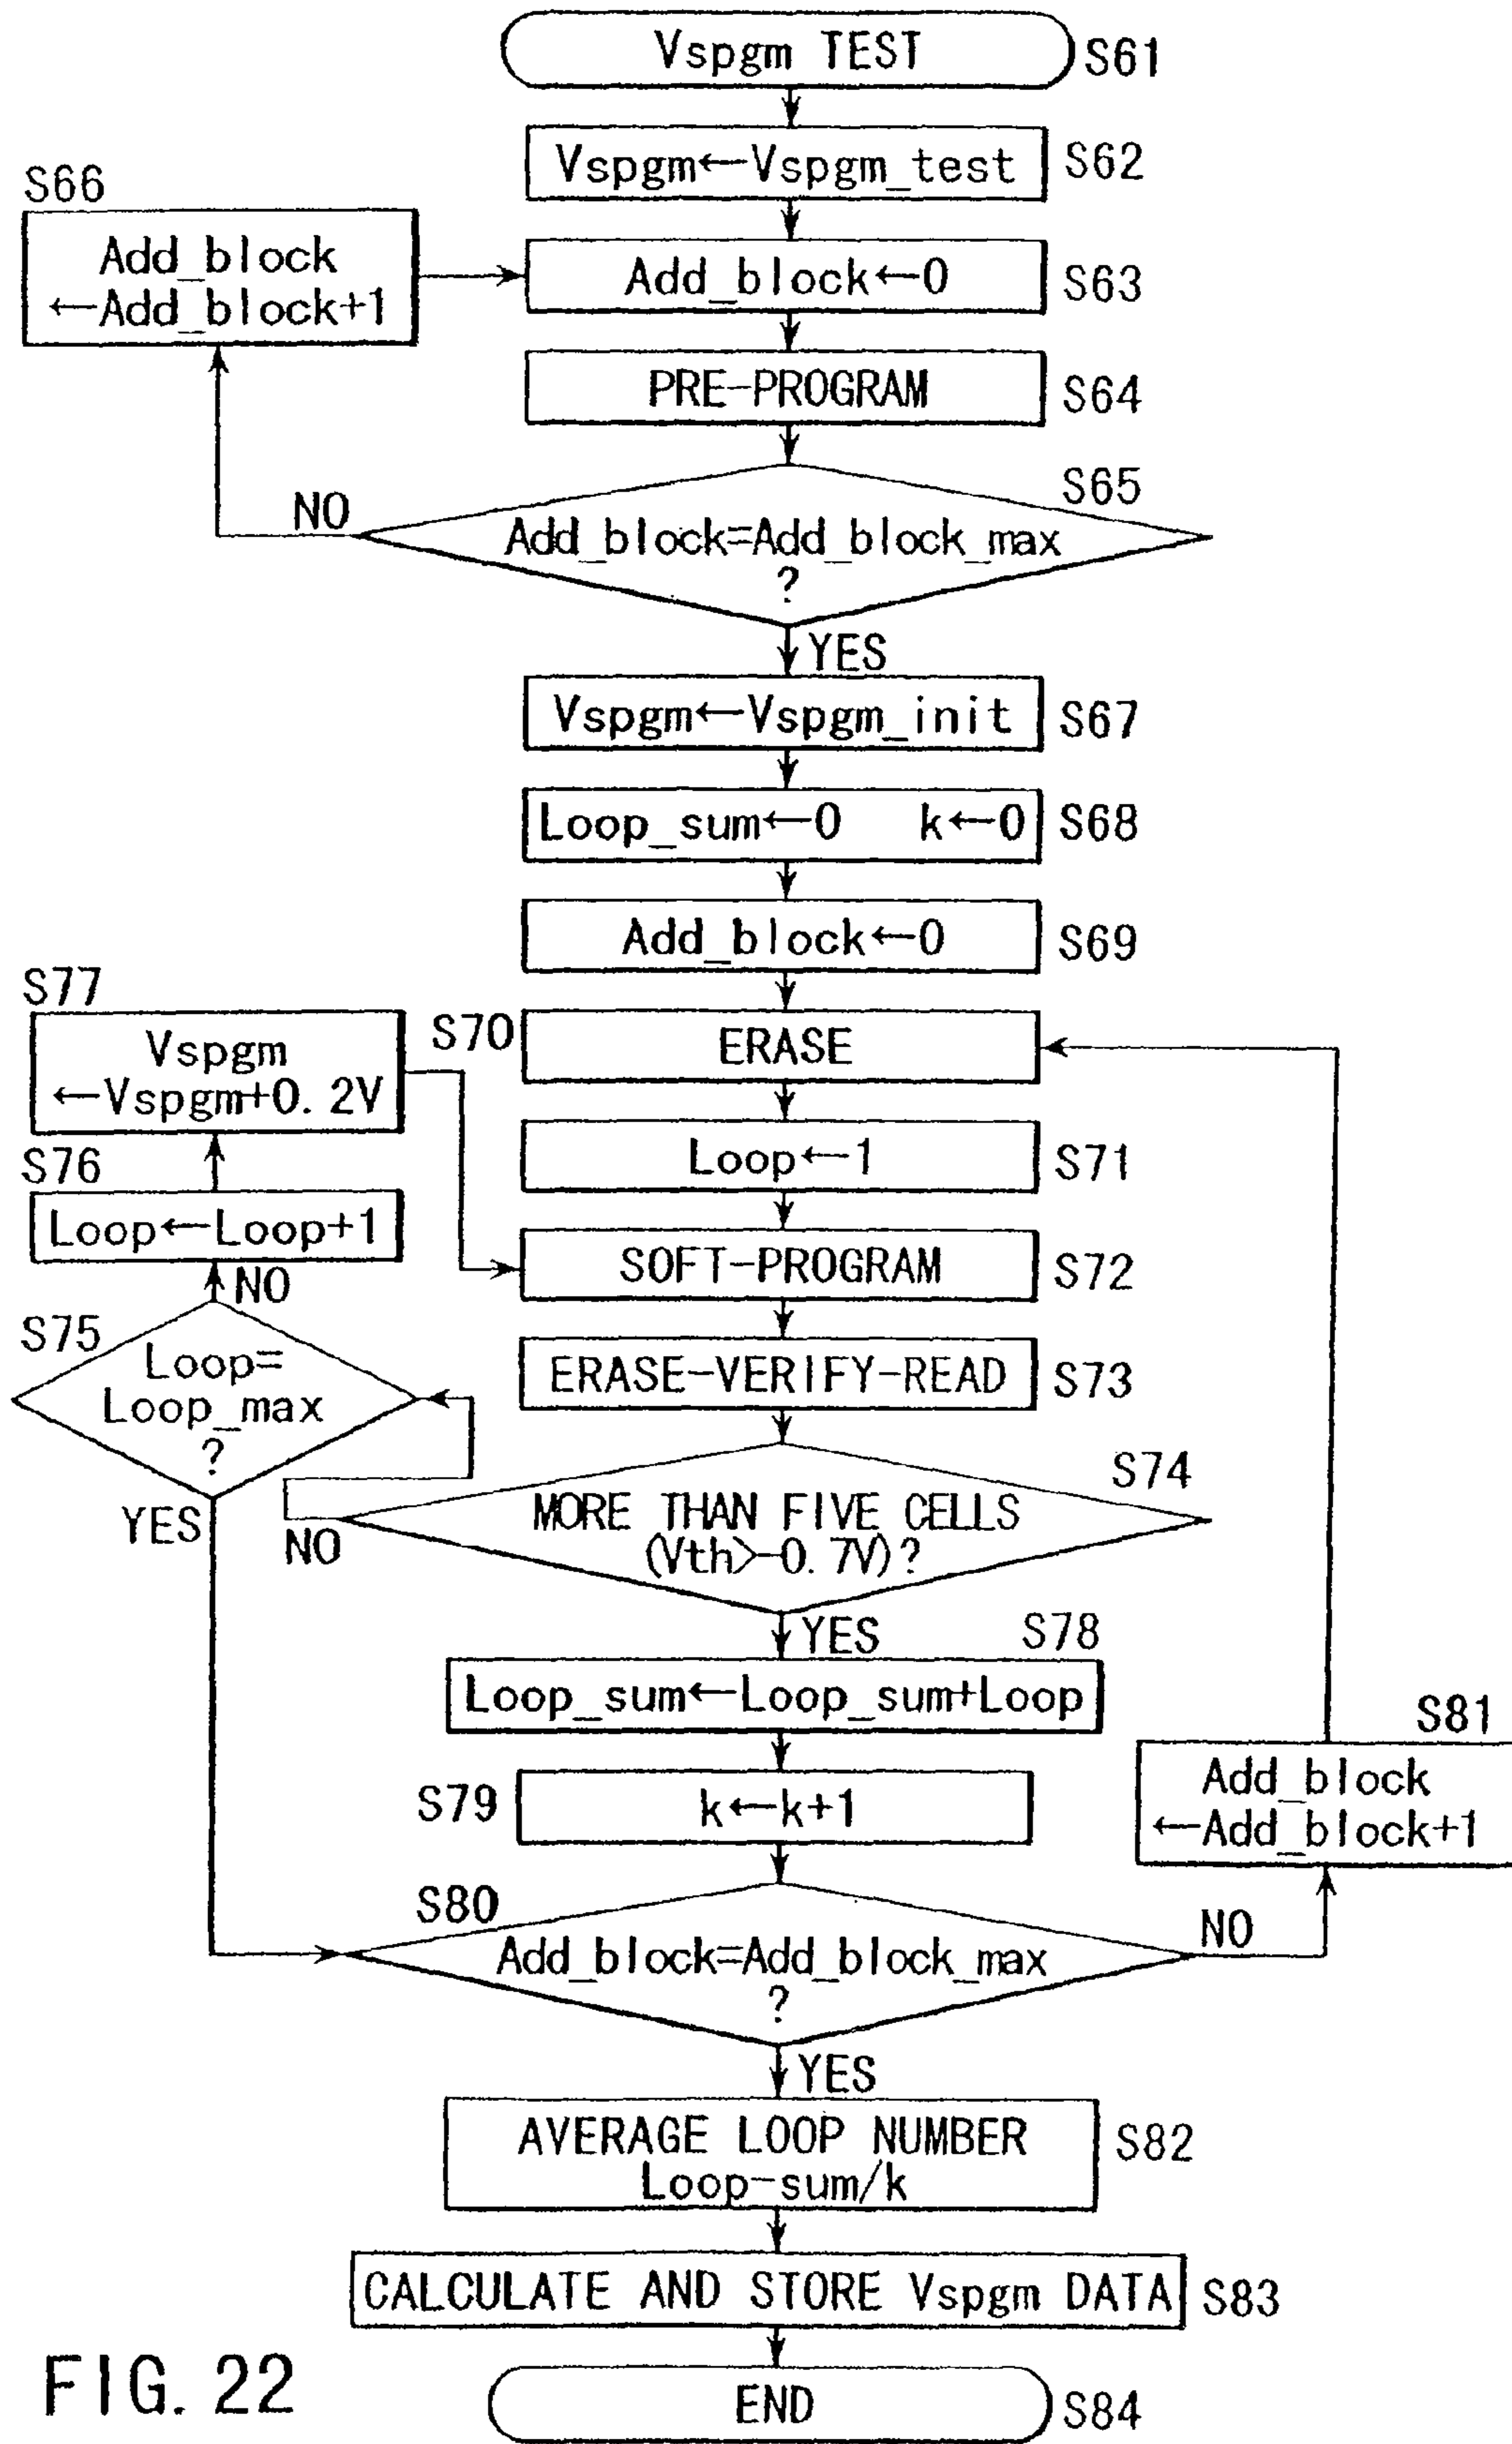 Vspgm TEST
S61
Vspgm←Vspgm_test
S62
S66
Add_block
←Add_block+1
Add_block←0
S63
PRE-PROGRAM
S64
S65
NO
Add_block=Add_block_max
?
YES
Vspgm←Vspgm_init
S67
Loop_sum←0 k←0
S68
Add_block←0
S69
S77
Vspgm
←Vspgm+0.2V
S70
ERASE
S76
Loop←Loop+1
Loop←1
S71
SOFT-PROGRAM
S72
NO
S75
Loop=
Loop_max
?
YES
ERASE-VERIFY-READ
S73
S74
MORE THAN FIVE CELLS
(Vth>-0.7V)?
NO
YES
S78
Loop_sum←Loop_sum+Loop
S81
Add_block
←Add_block+1
S79
k←k+1
S80
NO
Add_block=Add_block_max
?
YES
AVERAGE LOOP NUMBER
Loop-sum/k
S82
CALCULATE AND STORE Vspgm DATA
S83
END
S84
FIG. 22